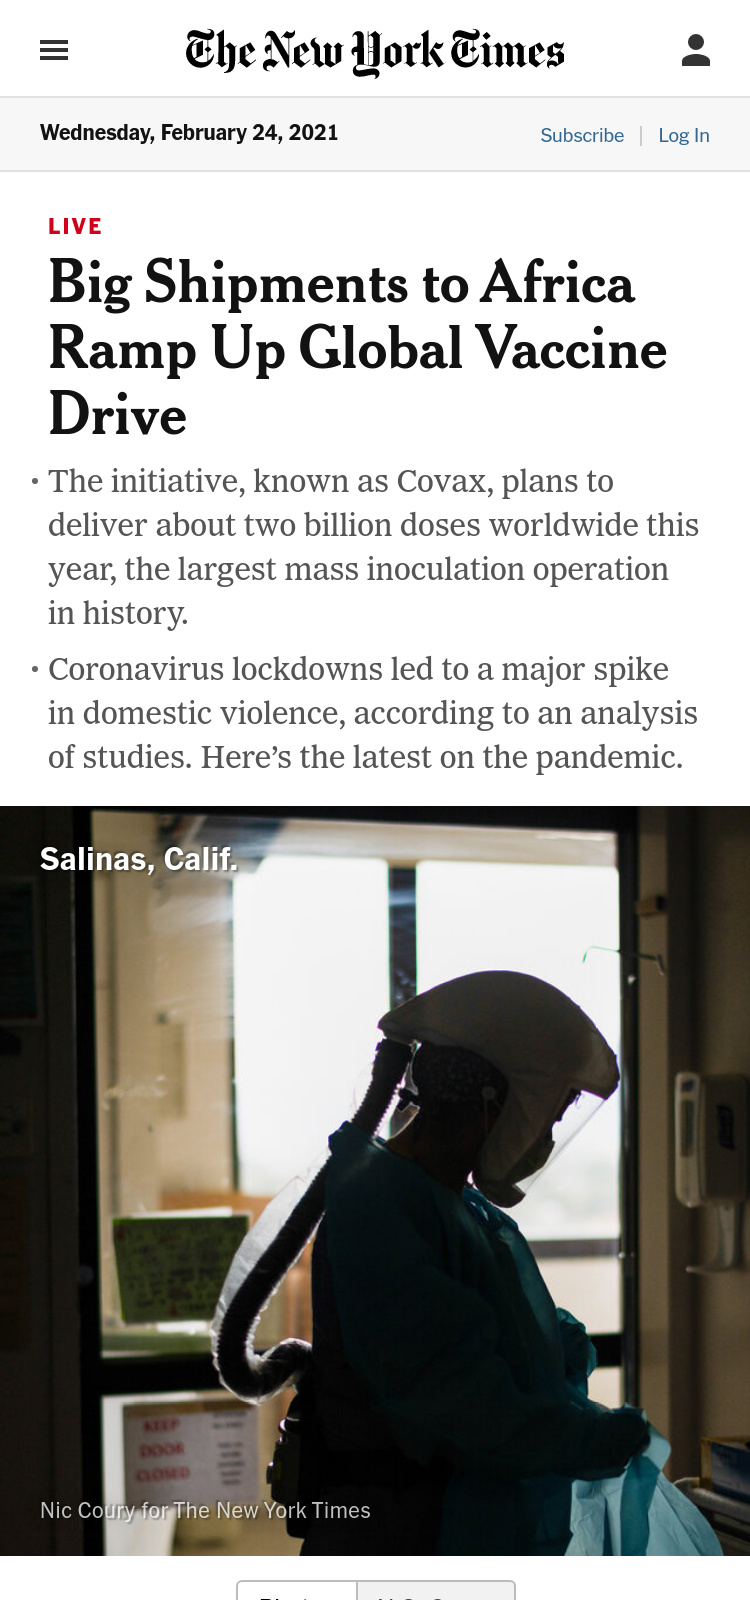 The New York Times
Wednesday, February 24, 2021
Subscribe | Log In
LIVE
Big Shipments to Africa
Ramp Up Global Vaccine
Drive
• The initiative, known as Covax, plans to
deliver about two billion doses worldwide this
year, the largest mass inoculation operation
in history.
• Coronavirus lockdowns led to a major spike
in domestic violence, according to an analysis
of studies. Here’s the latest on the pandemic.
Salinas, Calif.
KEEP
DOOR
CLOSED
Nic Coury for The New York Times